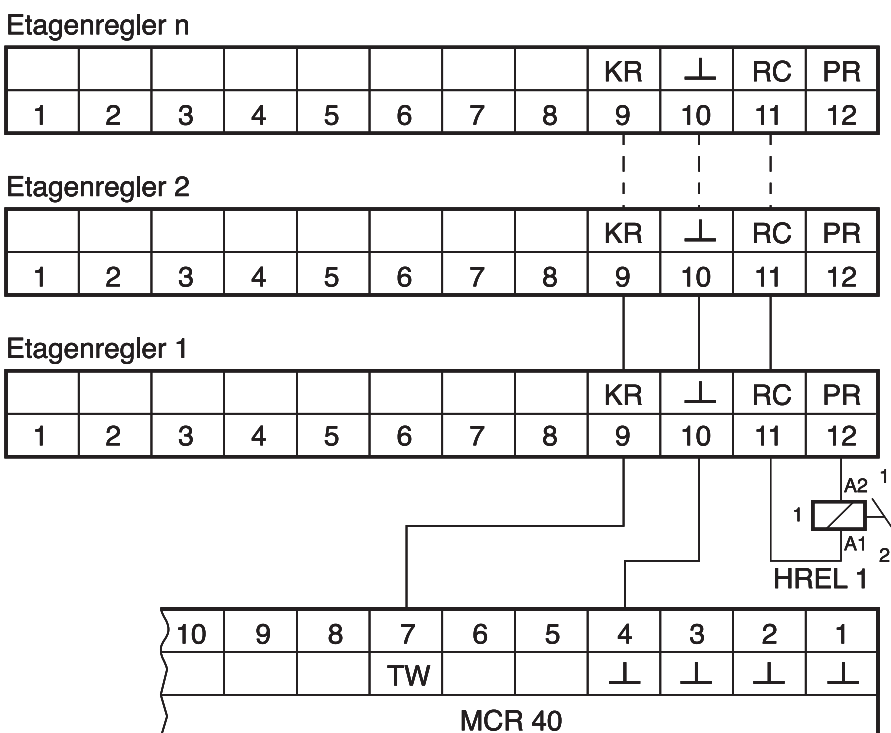 Etagenregler n
KR ⊥ RC PR
1 2 3 4 5 6 7 8 9 10 11 12
Etagenregler 2
KR ⊥ RC PR
1 2 3 4 5 6 7 8 9 10 11 12
Etagenregler 1
KR ⊥ RC PR
1 2 3 4 5 6 7 8 9 10 11 12
A2 1
1
A1 2
HREL 1
10 9 8 7 6 5 4 3 2 1
TW ⊥ ⊥ ⊥ ⊥
MCR 40